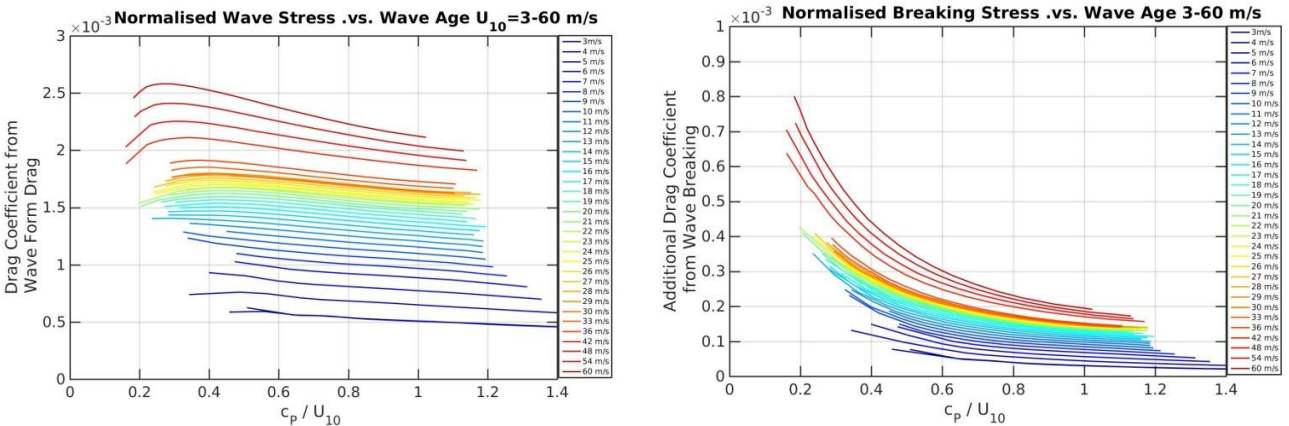 Normalised Wave Stress .vs. Wave Age U10=3-60 m/s
×10-3
3
2.5
2
1.5
1
0.5
0
0
0.2
0.4
0.6
0.8
1
1.2
1.4
Drag Coefficient from
Wave Form Drag
cP / U10
3m/s
4 m/s
5 m/s
6 m/s
7 m/s
8 m/s
9 m/s
10 m/s
11 m/s
12 m/s
13 m/s
14 m/s
15 m/s
16 m/s
17 m/s
18 m/s
19 m/s
20 m/s
21 m/s
22 m/s
23 m/s
24 m/s
25 m/s
26 m/s
27 m/s
28 m/s
29 m/s
30 m/s
33 m/s
36 m/s
42 m/s
48 m/s
54 m/s
60 m/s
Normalised Breaking Stress .vs. Wave Age 3-60 m/s
×10-3
1
0.9
0.8
0.7
0.6
0.5
0.4
0.3
0.2
0.1
0
0
0.2
0.4
0.6
0.8
1
1.2
1.4
Additional Drag Coefficient
from Wave Breaking
cP / U10
3m/s
4 m/s
5 m/s
6 m/s
7 m/s
8 m/s
9 m/s
10 m/s
11 m/s
12 m/s
13 m/s
14 m/s
15 m/s
16 m/s
17 m/s
18 m/s
19 m/s
20 m/s
21 m/s
22 m/s
23 m/s
24 m/s
25 m/s
26 m/s
27 m/s
28 m/s
29 m/s
30 m/s
33 m/s
36 m/s
42 m/s
48 m/s
54 m/s
60 m/s